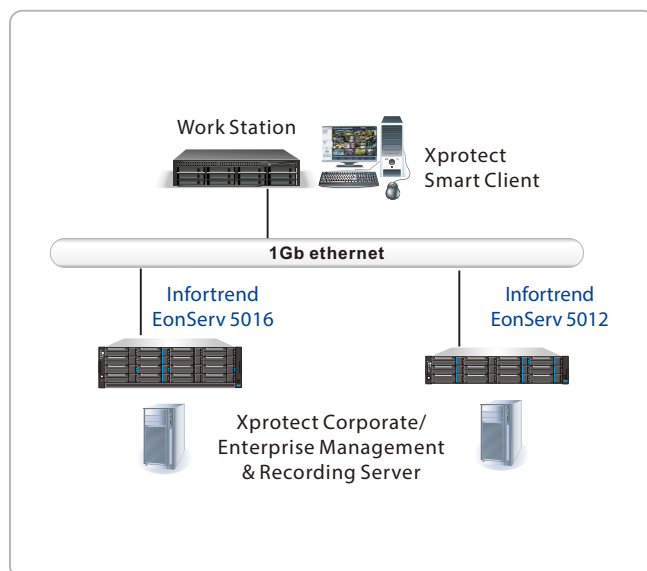 Work Station
Xprotect
Smart Client
1Gb ethernet
Infortrend
EonServ 5016
Infortrend
EonServ 5012
Xprotect Corporate/
Enterprise Management
& Recording Server